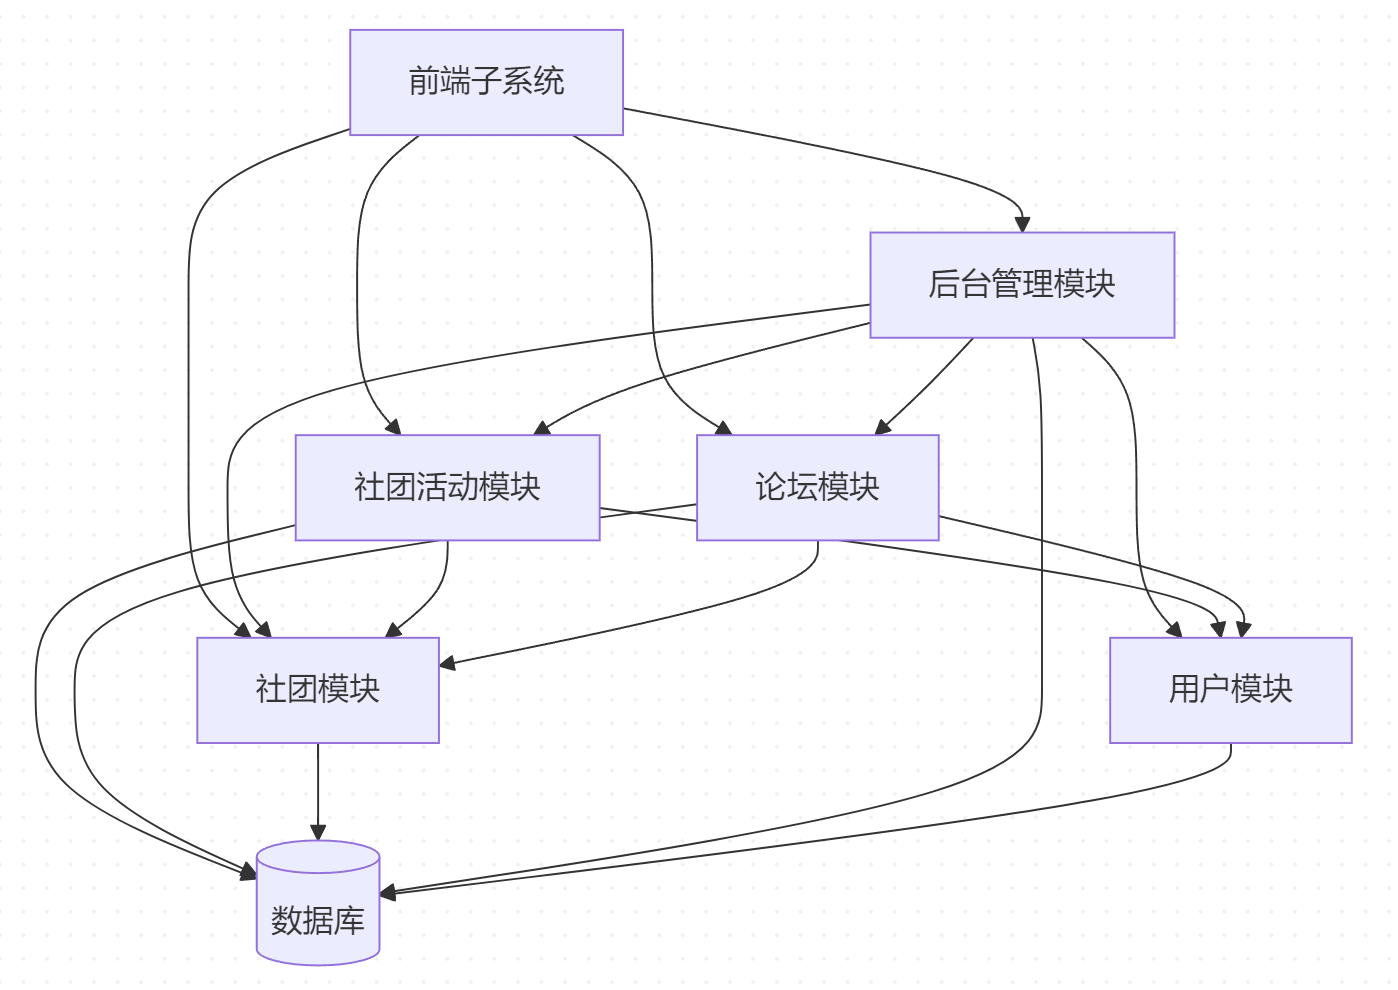 前端子系统
后台管理模块
社团活动模块
论坛模块
社团模块
用户模块
数据库